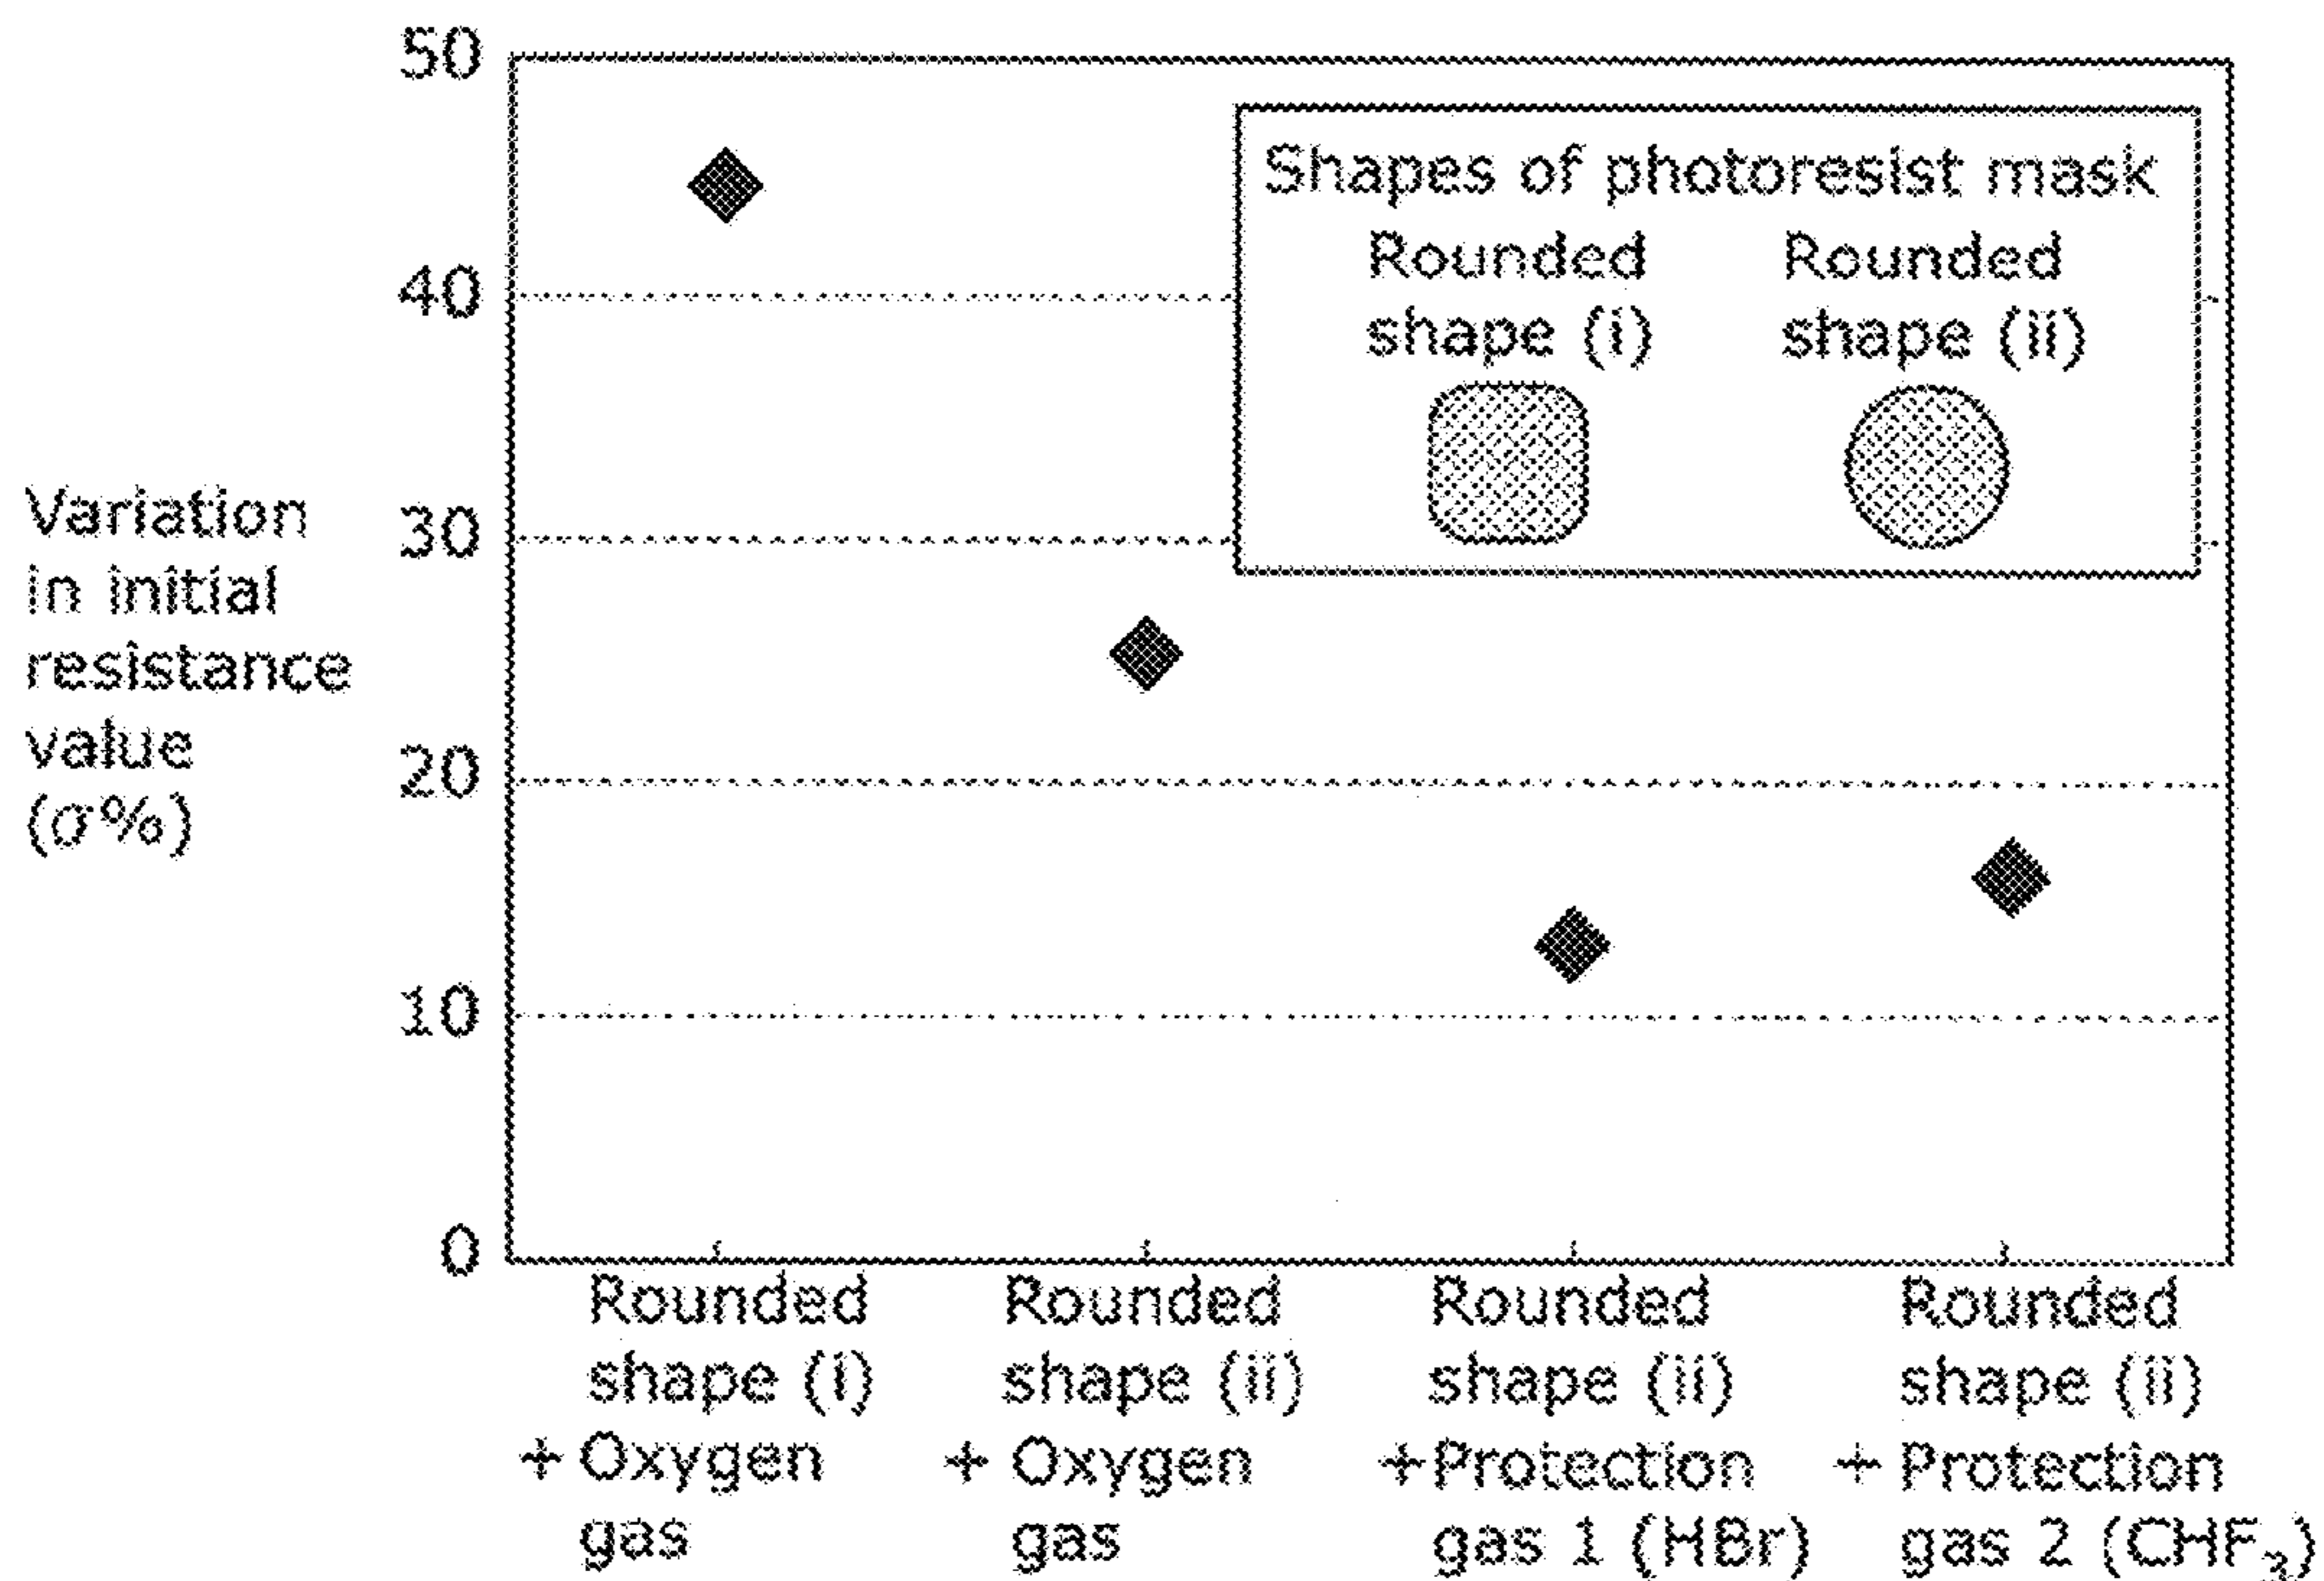 50
40
30
20
10
0
Variation
in initial
resistance
value
(σ%)
Shapes of photoresist mask
Rounded
shape (i)
Rounded
shape (ii)
Rounded
shape (i)
+ Oxygen
gas
Rounded
shape (ii)
+ Oxygen
gas
Rounded
shape (ii)
+Protection
gas 1 (HBr)
Rounded
shape (ii)
+ Protection
gas 2 (CHF₃)